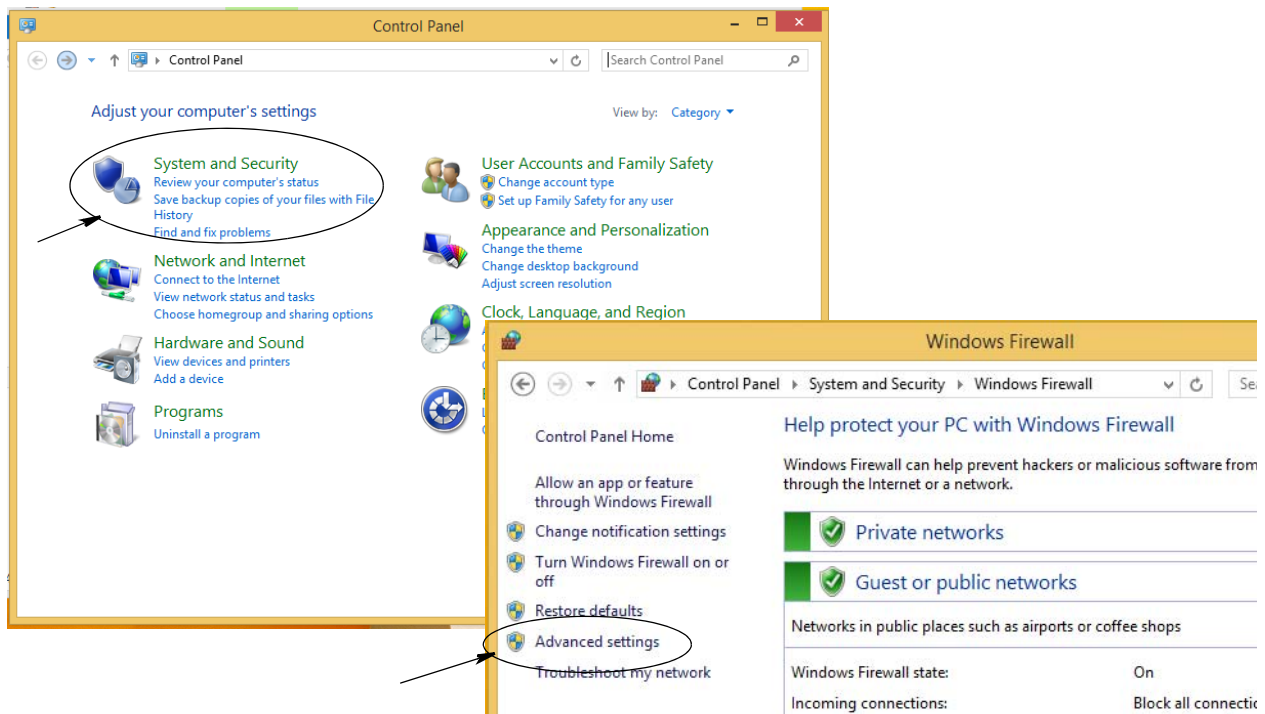 Control Panel
Control Panel
Search Control Panel
Adjust your computer's settings
View by: Category
System and Security
Review your computer's status
Save backup copies of your files with File
History
Find and fix problems
Network and Internet
Connect to the Internet
View network status and tasks
Choose homegroup and sharing options
Hardware and Sound
View devices and printers
Add a device
Programs
Uninstall a program
User Accounts and Family Safety
Change account type
Set up Family Safety for any user
Appearance and Personalization
Change the theme
Change desktop background
Adjust screen resolution
Clock, Language, and Region
Windows Firewall
Control Panel System and Security Windows Firewall
Control Panel Home
Allow an app or feature
through Windows Firewall
Change notification settings
Turn Windows Firewall on or
off
Restore defaults
Advanced settings
Troubleshoot my network
Help protect your PC with Windows Firewall
Windows Firewall can help prevent hackers or malicious software from
through the Internet or a network.
Private networks
Guest or public networks
Networks in public places such as airports or coffee shops
Windows Firewall state: On
Incoming connections: Block all